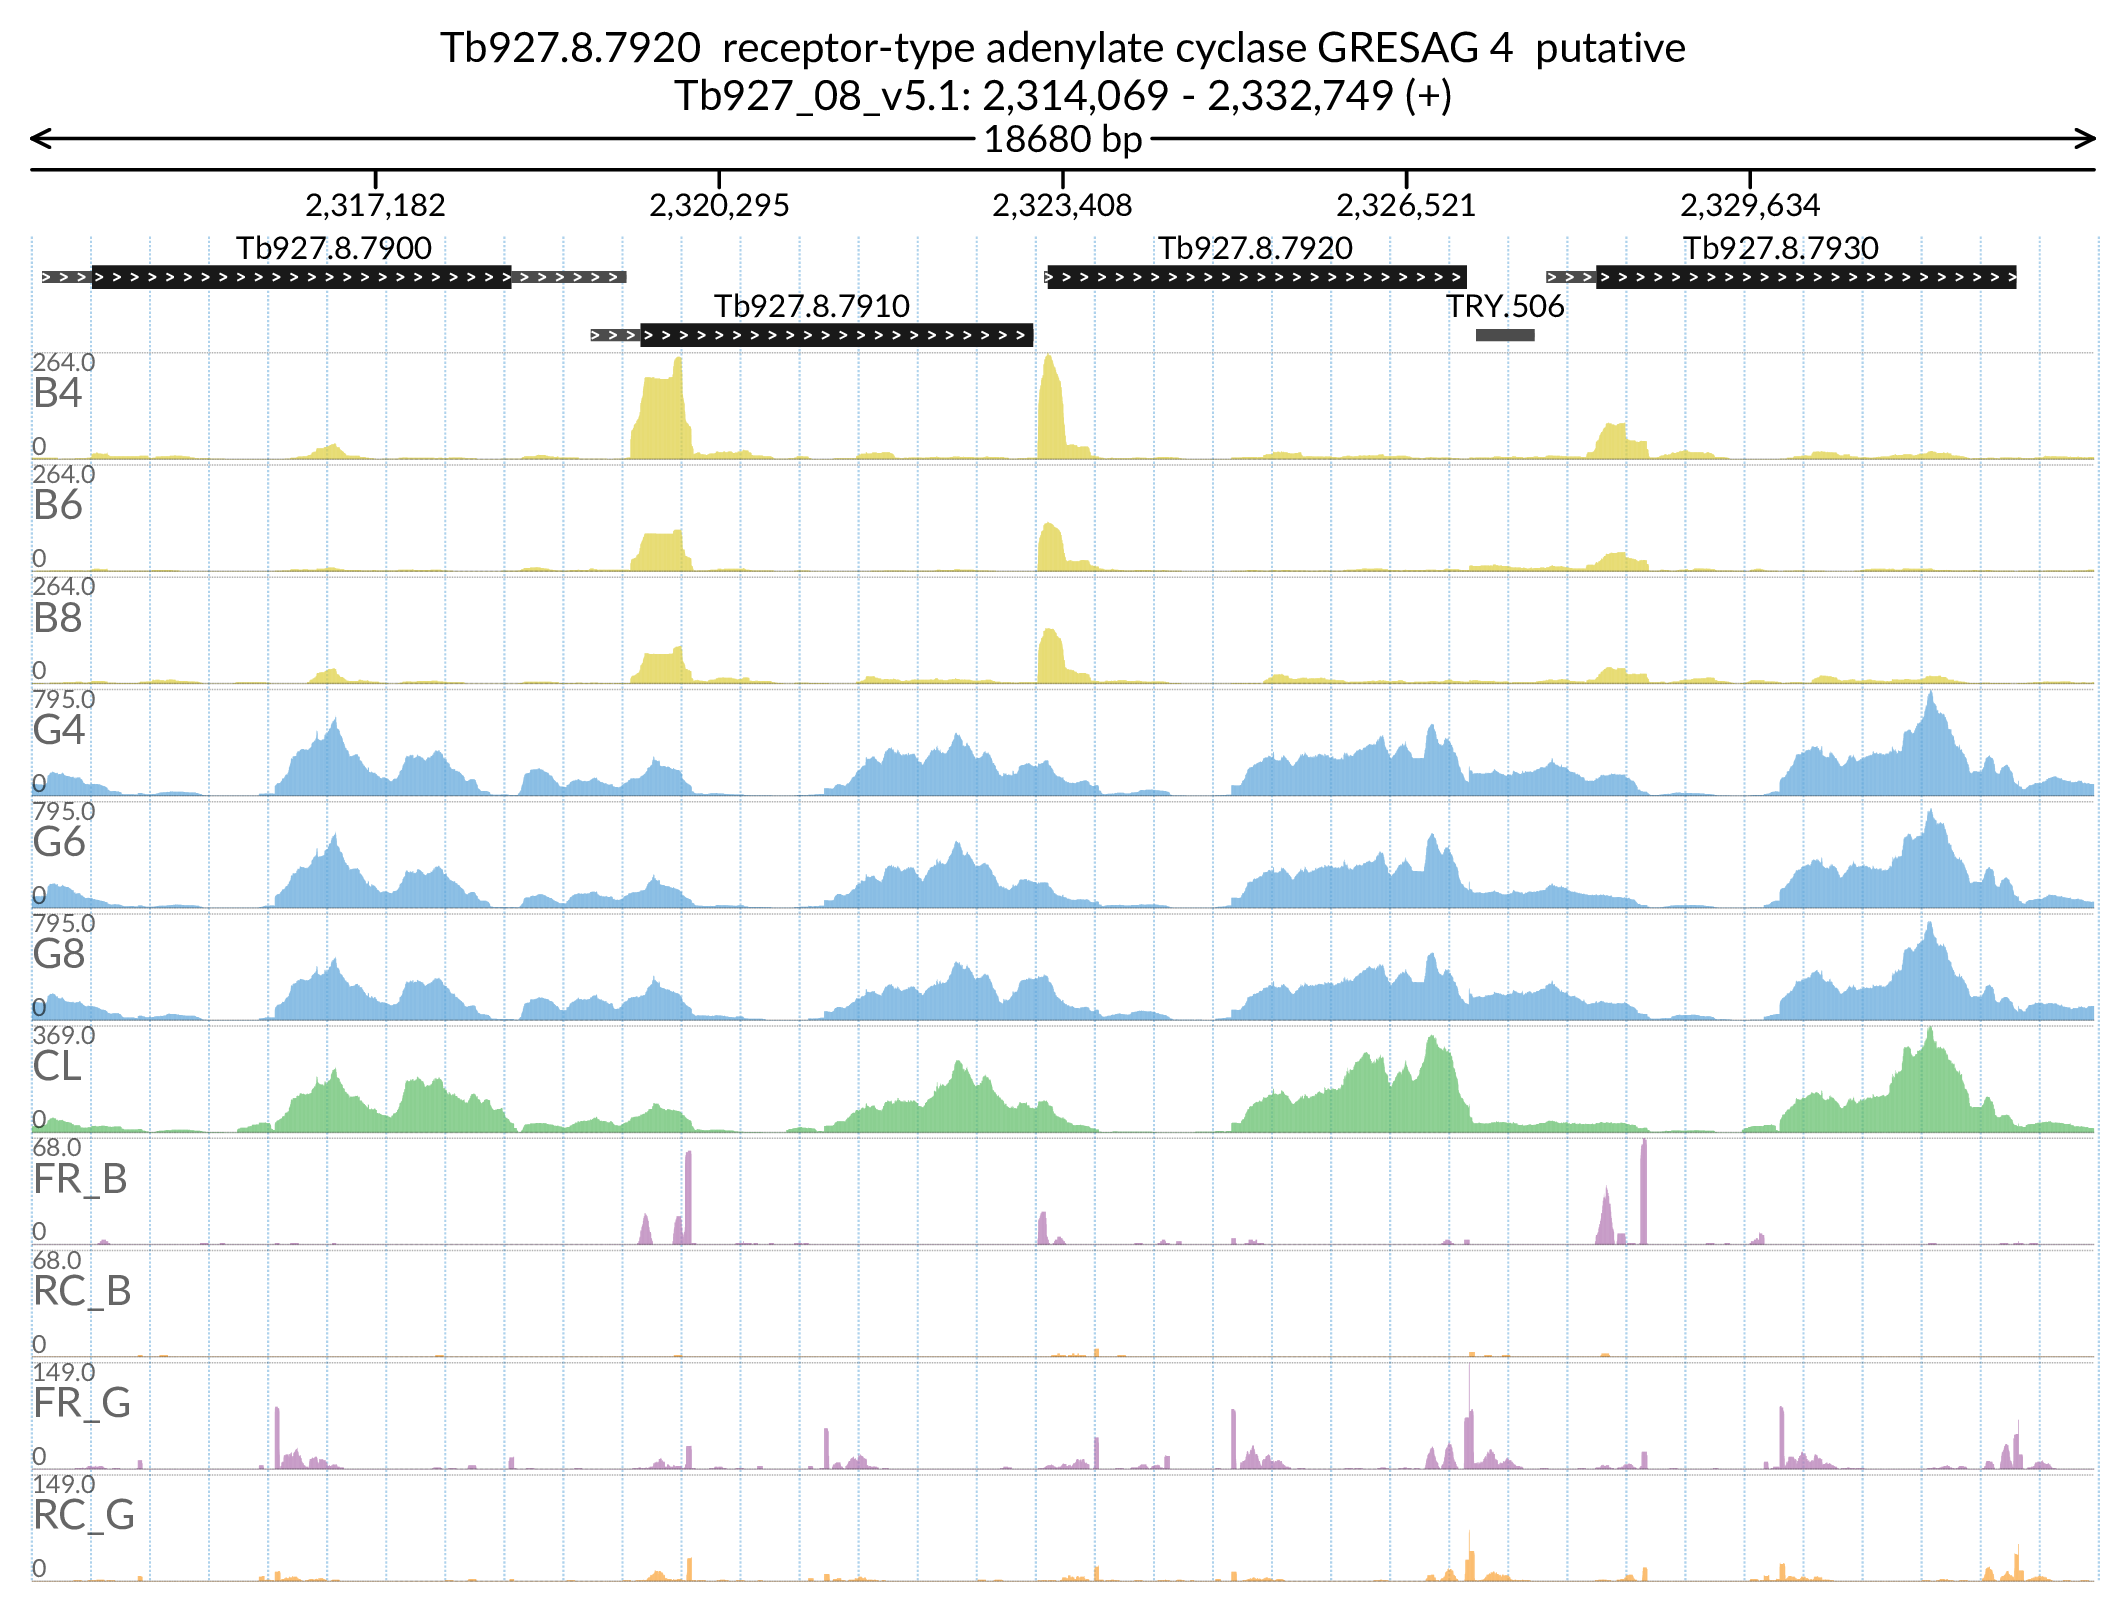 Tb927.8.7920  receptor-type adenylate cyclase GRESAG 4  putative
Tb927_08_v5.1: 2,314,069 - 2,332,749 (+)
18680 bp
2,317,182 2,320,295 2,323,408 2,326,521 2,329,634
Tb927.8.7900 Tb927.8.7920 Tb927.8.7930
Tb927.8.7910 TRY.506
264.0
B4
0
264.0
B6
0
264.0
B8
0
795.0
G4
0
795.0
G6
0
795.0
G8
0
369.0
CL
0
68.0
FR_B
0
68.0
RC_B
0
149.0
FR_G
0
149.0
RC_G
0